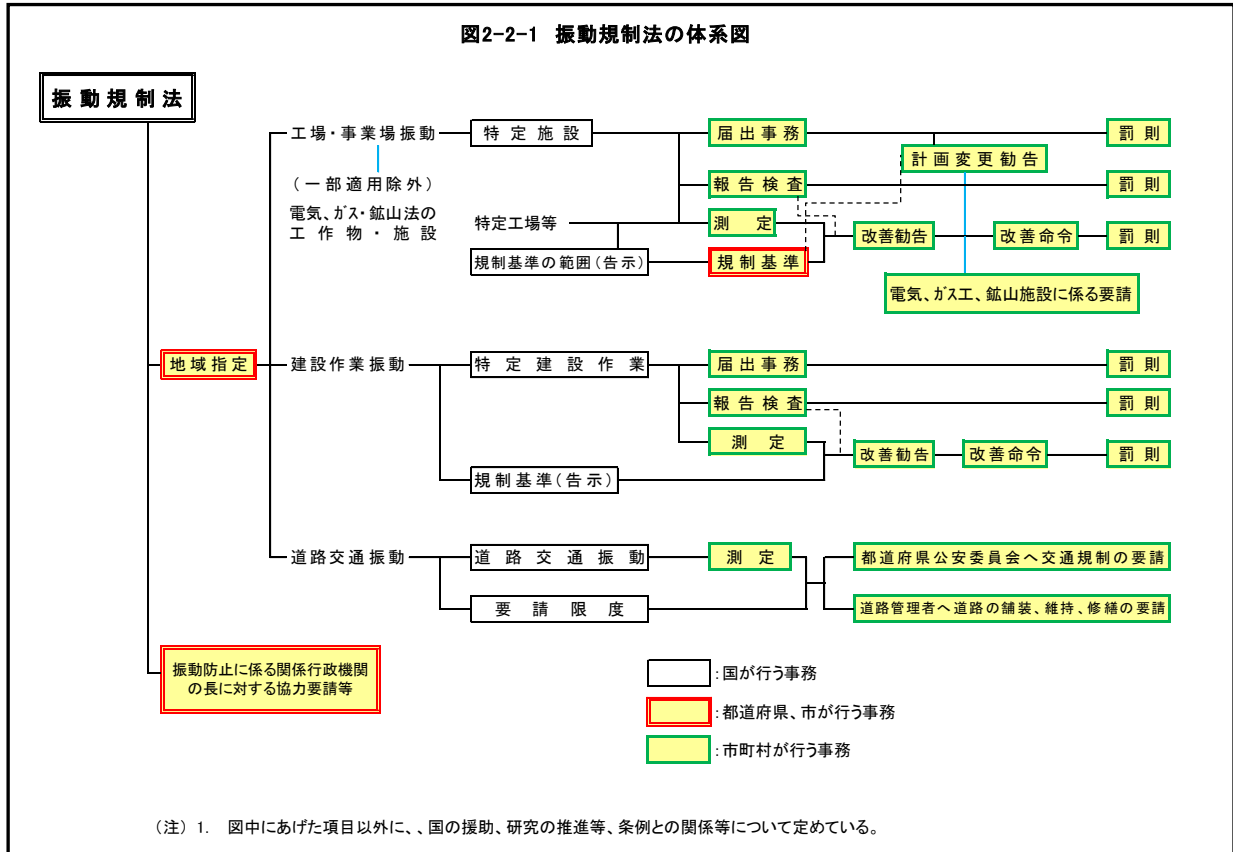 図2-2-1 振動規制法の体系図
振動規制法
工場・事業場振動
特定施設
届出事務
罰則
計画変更勧告
(一部適用除外)
電気、ガス・鉱山法の
工作物・施設
報告検査
罰則
特定工場等
測定
改善勧告
改善命令
罰則
規制基準の範囲(告示)
規制基準
電気、ガス工、鉱山施設に係る要請
地域指定
建設作業振動
特定建設作業
届出事務
罰則
報告検査
罰則
測定
改善勧告
改善命令
罰則
規制基準(告示)
道路交通振動
道路交通振動
測定
都道府県公安委員会へ交通規制の要請
要請限度
道路管理者へ道路の舗装、維持、修繕の要請
振動防止に係る関係行政機関
の長に対する協力要請等
:国が行う事務
:都道府県、市が行う事務
:市町村が行う事務
(注) 1. 図中にあげた項目以外に、、国の援助、研究の推進等、条例との関係等について定めている。